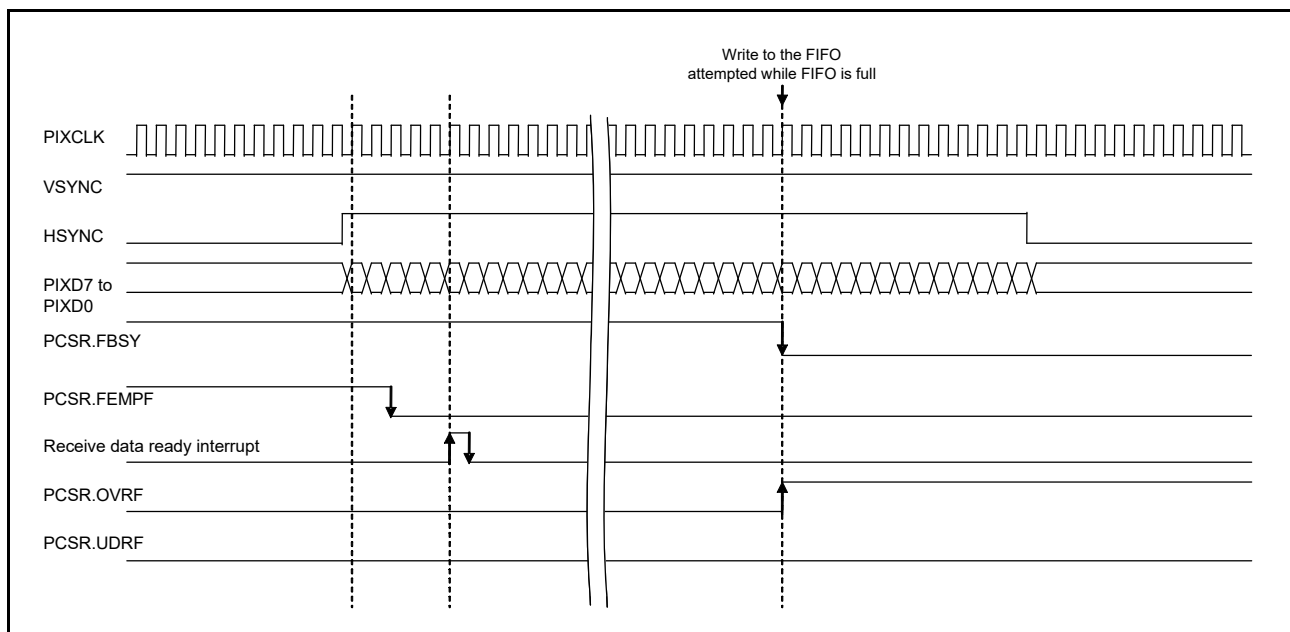 Write to the FIFO
attempted while FIFO is full
PIXCLK
VSYNC
HSYNC
PIXD7 to
PIXD0
PCSR.FBSY
PCSR.FEMPF
Receive data ready interrupt
PCSR.OVRF
PCSR.UDRF